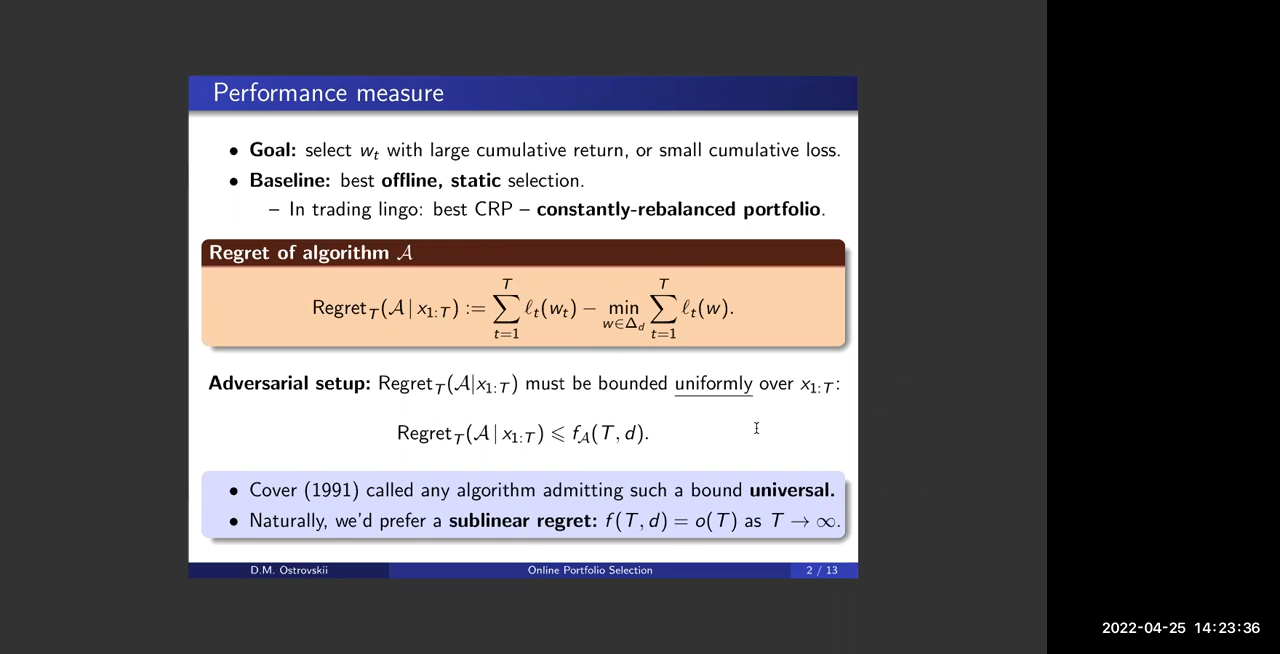 Performance measure
• Goal: select w_t with large cumulative return, or small cumulative loss.
• Baseline: best offline, static selection.
– In trading lingo: best CRP – constantly-rebalanced portfolio.
Regret of algorithm 𝒜
Regret_T(𝒜 | x_{1:T}) := ∑_{t=1}^{T} ℓ_t(w_t) − min_{w∈Δ_d} ∑_{t=1}^{T} ℓ_t(w).
Adversarial setup: Regret_T(𝒜|x_{1:T}) must be bounded uniformly over x_{1:T}:
Regret_T(𝒜 | x_{1:T}) ⩽ f_𝒜(T, d).
• Cover (1991) called any algorithm admitting such a bound universal.
• Naturally, we'd prefer a sublinear regret: f(T, d) = o(T) as T → ∞.
D.M. Ostrovskii Online Portfolio Selection 2 / 13
2022-04-25 14:23:36